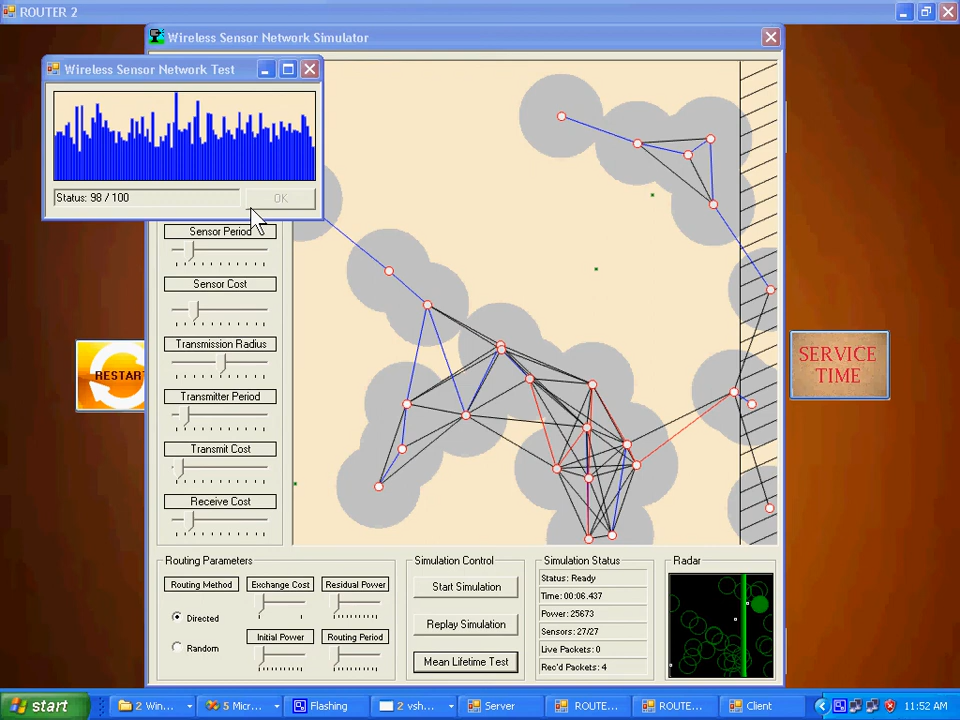 ROUTER 2
Wireless Sensor Network Simulator
Wireless Sensor Network Test
Status: 98 / 100
OK
Sensor Period
Sensor Cost
Transmission Radius
Transmitter Period
Transmit Cost
Receive Cost
RESTAR
SERVICE
TIME
Routing Parameters
Routing Method
Directed
Random
Exchange Cost
Residual Power
Initial Power
Routing Period
Simulation Control
Start Simulation
Replay Simulation
Mean Lifetime Test
Simulation Status
Status: Ready
Time: 00:06.437
Power: 25673
Sensors: 27/27
Live Packets: 0
Rec'd Packets: 4
Radar
start
2 Win...
5 Micr...
Flashing
2 vsh...
Server
ROUTE...
ROUTE...
Client
11:52 AM